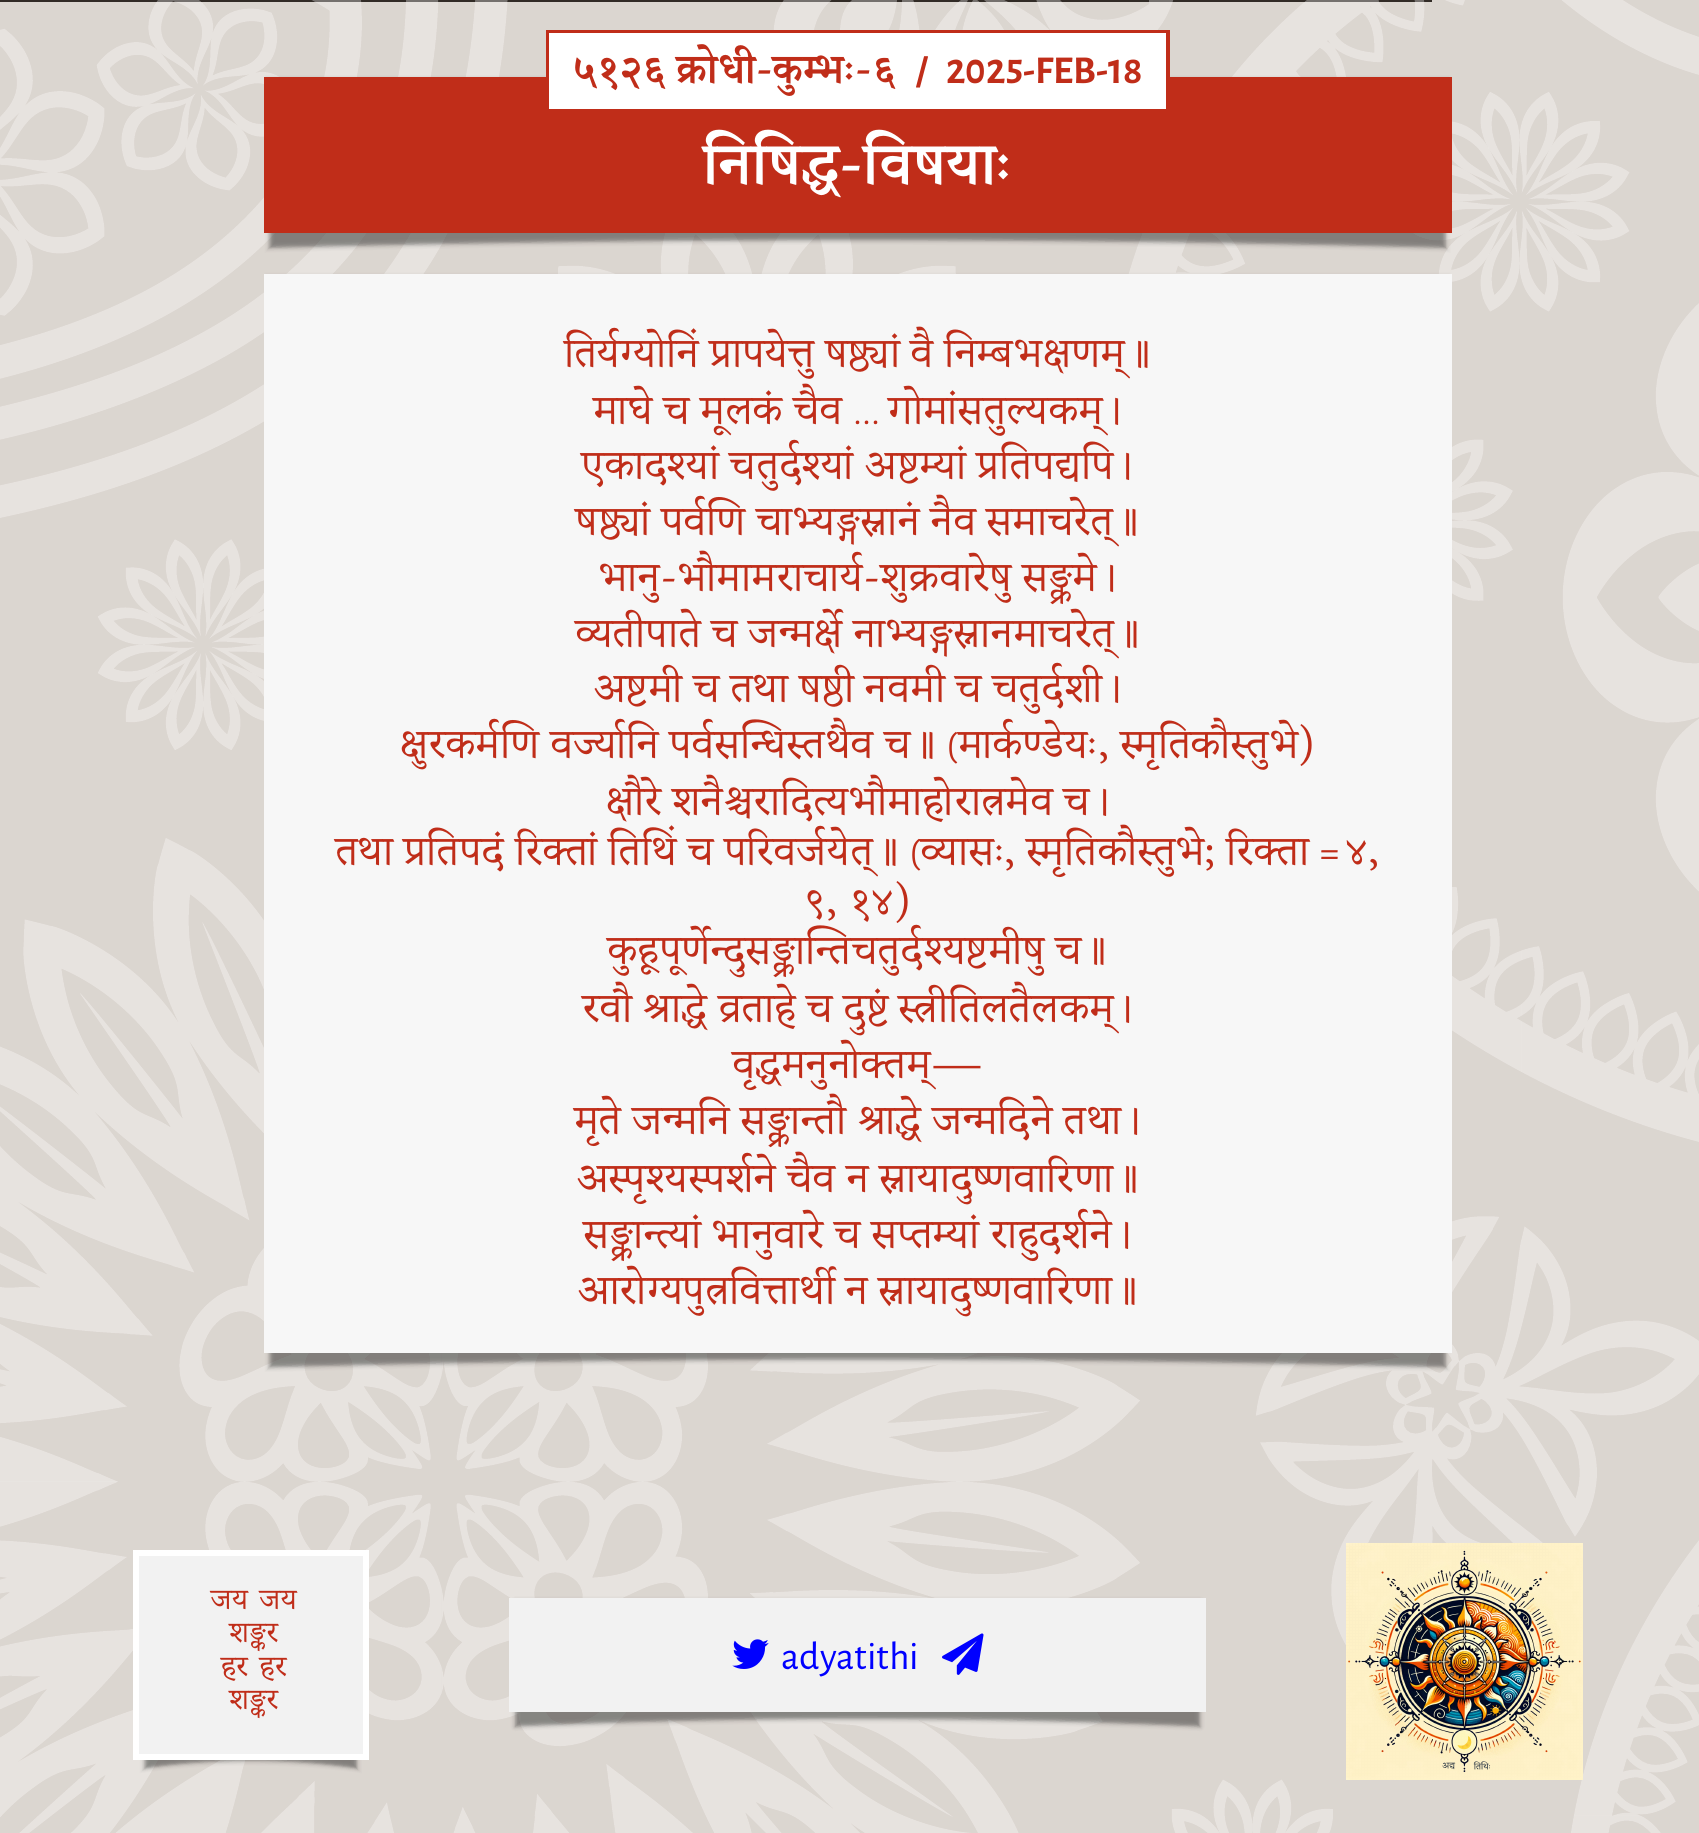 ५१२६ क्रोधी-कुम्भः-६ / 2025-FEB-18
निषिद्ध-विषयाः
तिर्यग्योनिं प्रापयेत्तु षष्ठ्यां वै निम्बभक्षणम्॥
माघे च मूलकं चैव … गोमांसतुल्यकम्।
एकादश्यां चतुर्दश्यां अष्टम्यां प्रतिपद्यपि।
षष्ठ्यां पर्वणि चाभ्यङ्गस्नानं नैव समाचरेत्॥
भानु-भौमामराचार्य-शुक्रवारेषु सङ्क्रमे।
व्यतीपाते च जन्मर्क्षे नाभ्यङ्गस्नानमाचरेत्॥
अष्टमी च तथा षष्ठी नवमी च चतुर्दशी।
क्षुरकर्मणि वर्ज्यानि पर्वसन्धिस्तथैव च॥ (मार्कण्डेयः, स्मृतिकौस्तुभे)
क्षौरे शनैश्चरादित्यभौमाहोरात्रमेव च।
तथा प्रतिपदं रिक्तां तिथिं च परिवर्जयेत्॥ (व्यासः, स्मृतिकौस्तुभे; रिक्ता = ४,
९, १४)
कुहूपूर्णेन्दुसङ्क्रान्तिचतुर्दश्यष्टमीषु च॥
रवौ श्राद्धे व्रताहे च दुष्टं स्त्रीतिलतैलकम्।
वृद्धमनुनोक्तम्—
मृते जन्मनि सङ्क्रान्तौ श्राद्धे जन्मदिने तथा।
अस्पृश्यस्पर्शने चैव न स्नायादुष्णवारिणा॥
सङ्क्रान्त्यां भानुवारे च सप्तम्यां राहुदर्शने।
आरोग्यपुत्रवित्तार्थी न स्नायादुष्णवारिणा॥
जय जय
शङ्कर
हर हर
शङ्कर
adyatithi
अद्य तिथिः